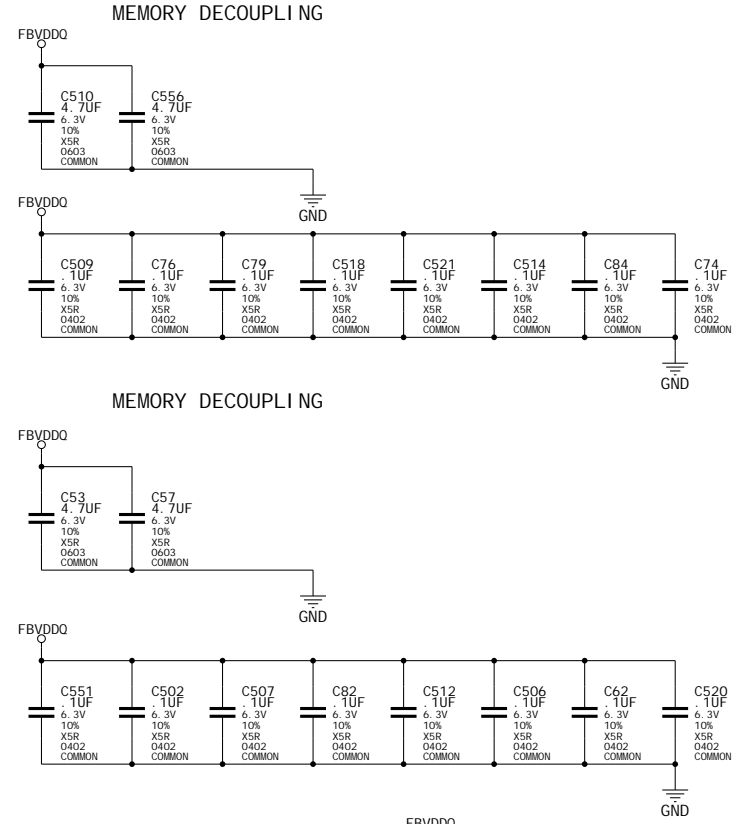 MEMORY DECOUPLING
FBVDDQ
C510
4.7UF
6.3V
10%
X5R
0603
COMMON
C556
4.7UF
6.3V
10%
X5R
0603
COMMON
GND
FBVDDQ
C509
.1UF
6.3V
10%
X5R
0402
COMMON
C76
.1UF
6.3V
10%
X5R
0402
COMMON
C79
.1UF
6.3V
10%
X5R
0402
COMMON
C518
.1UF
6.3V
10%
X5R
0402
COMMON
C521
.1UF
6.3V
10%
X5R
0402
COMMON
C514
.1UF
6.3V
10%
X5R
0402
COMMON
C84
.1UF
6.3V
10%
X5R
0402
COMMON
C74
.1UF
6.3V
10%
X5R
0402
COMMON
GND
MEMORY DECOUPLING
FBVDDQ
C53
4.7UF
6.3V
10%
X5R
0603
COMMON
C57
4.7UF
6.3V
10%
X5R
0603
COMMON
GND
FBVDDQ
C551
.1UF
6.3V
10%
X5R
0402
COMMON
C502
.1UF
6.3V
10%
X5R
0402
COMMON
C507
.1UF
6.3V
10%
X5R
0402
COMMON
C82
.1UF
6.3V
10%
X5R
0402
COMMON
C512
.1UF
6.3V
10%
X5R
0402
COMMON
C506
.1UF
6.3V
10%
X5R
0402
COMMON
C62
.1UF
6.3V
10%
X5R
0402
COMMON
C520
.1UF
6.3V
10%
X5R
0402
COMMON
GND
FBVDDQ